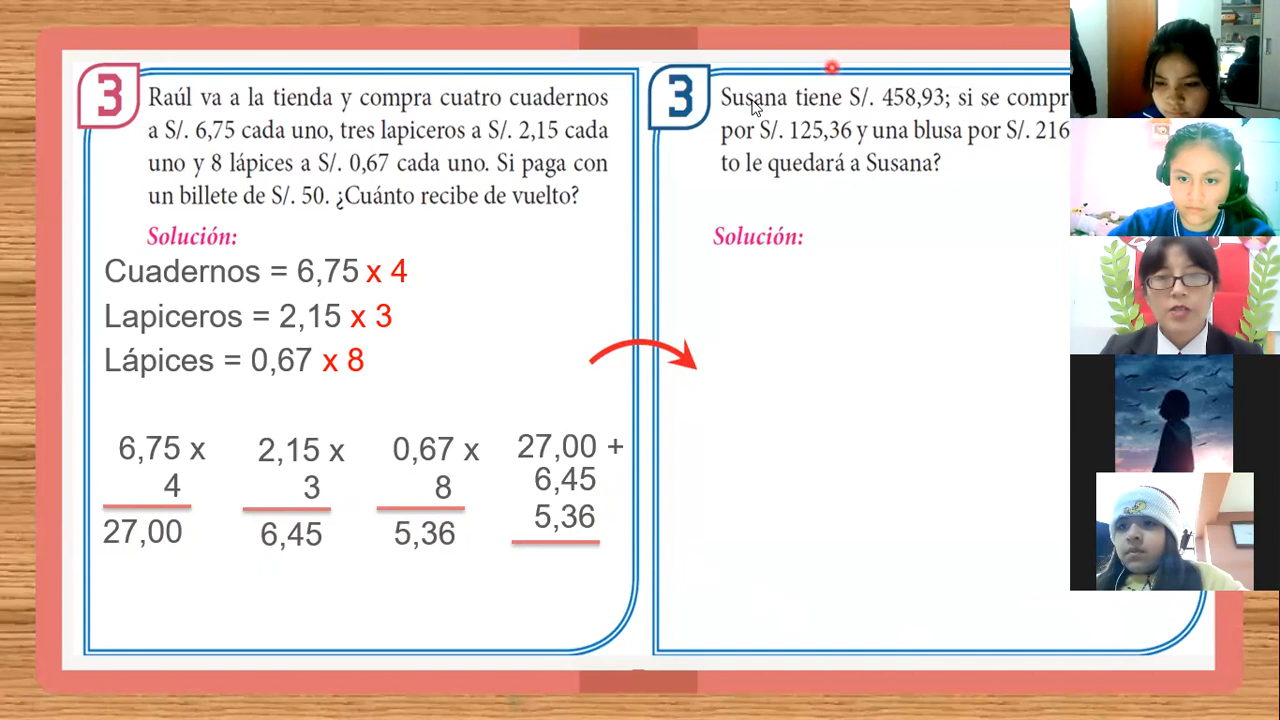 3
Raúl va a la tienda y compra cuatro cuadernos
a S/. 6,75 cada uno, tres lapiceros a S/. 2,15 cada
uno y 8 lápices a S/. 0,67 cada uno. Si paga con
un billete de S/. 50. ¿Cuánto recibe de vuelto?
Solución:
Cuadernos = 6,75 x 4
Lapiceros = 2,15 x 3
Lápices = 0,67 x 8
6,75 x
4
27,00
2,15 x
3
6,45
0,67 x
8
5,36
27,00 +
6,45
5,36
3
Susana tiene S/. 458,93; si se compr
por S/. 125,36 y una blusa por S/. 216
to le quedará a Susana?
Solución: